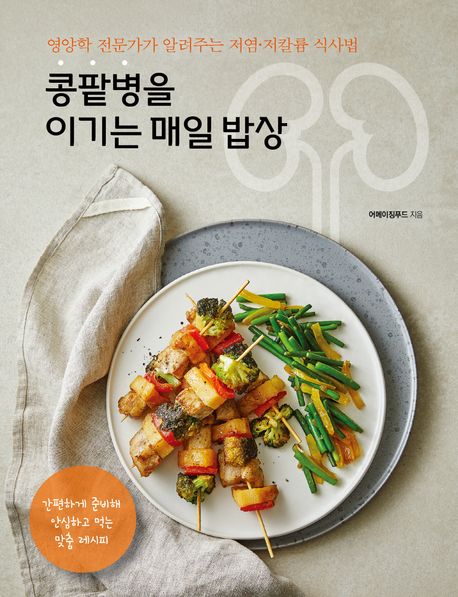 영양학 전문가가 알려주는 저염·저칼륨 식사법
콩팥병을
이기는 매일 밥상
어메이징푸드 지음
간편하게 준비해
안심하고 먹는
맞춤 레시피